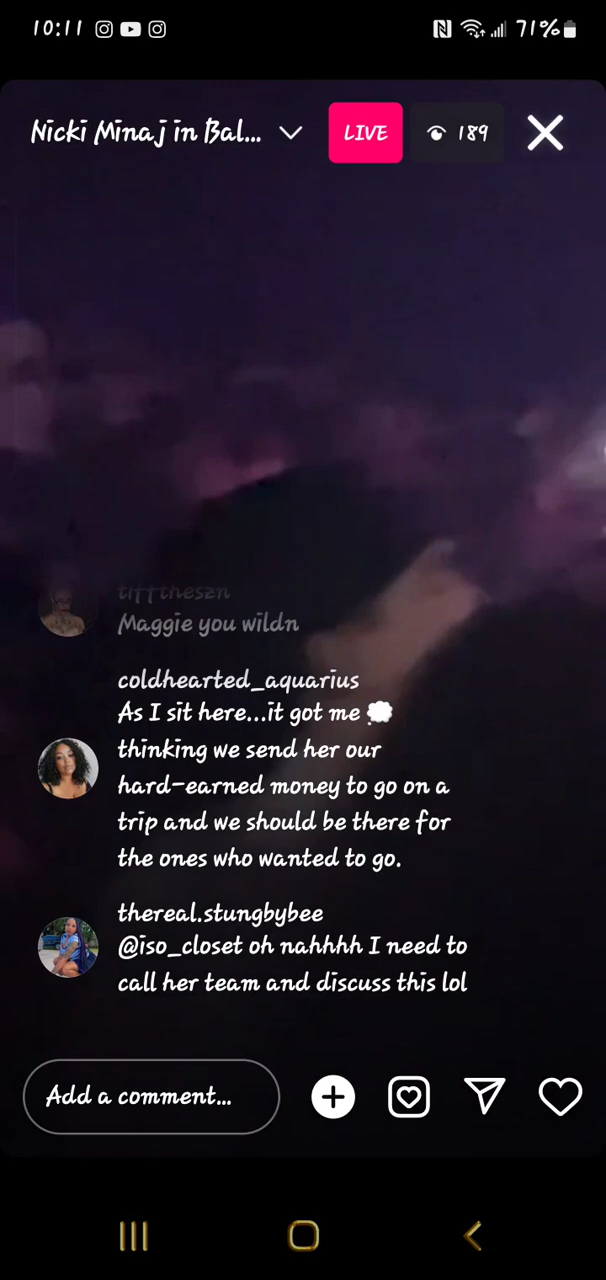 10:11 71%
Nicki Minaj in Bal... LIVE 189
tifftheszn
Maggie you wildn
coldhearted_aquarius
As I sit here...it got me 💭
thinking we send her our
hard-earned money to go on a
trip and we should be there for
the ones who wanted to go.
thereal.stungbybee
@iso_closet oh nahhhh I need to
call her team and discuss this lol
Add a comment...